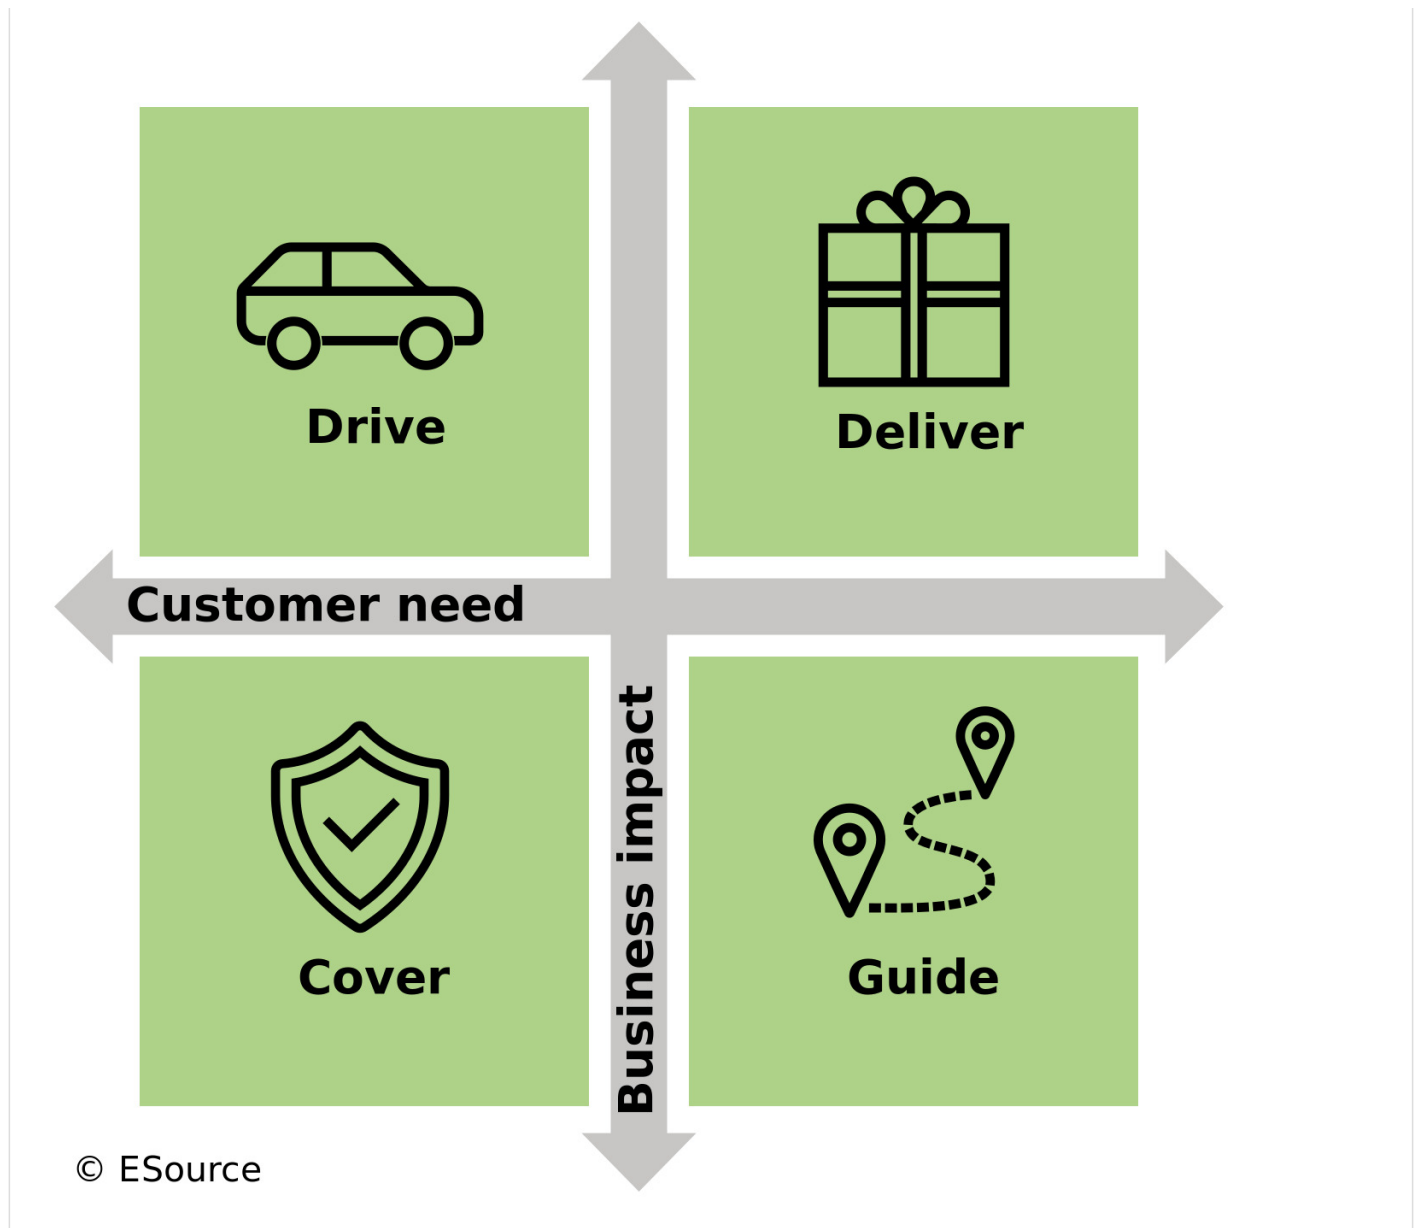 Drive
Deliver
Customer need
Business impact
Cover
Guide
© ESource